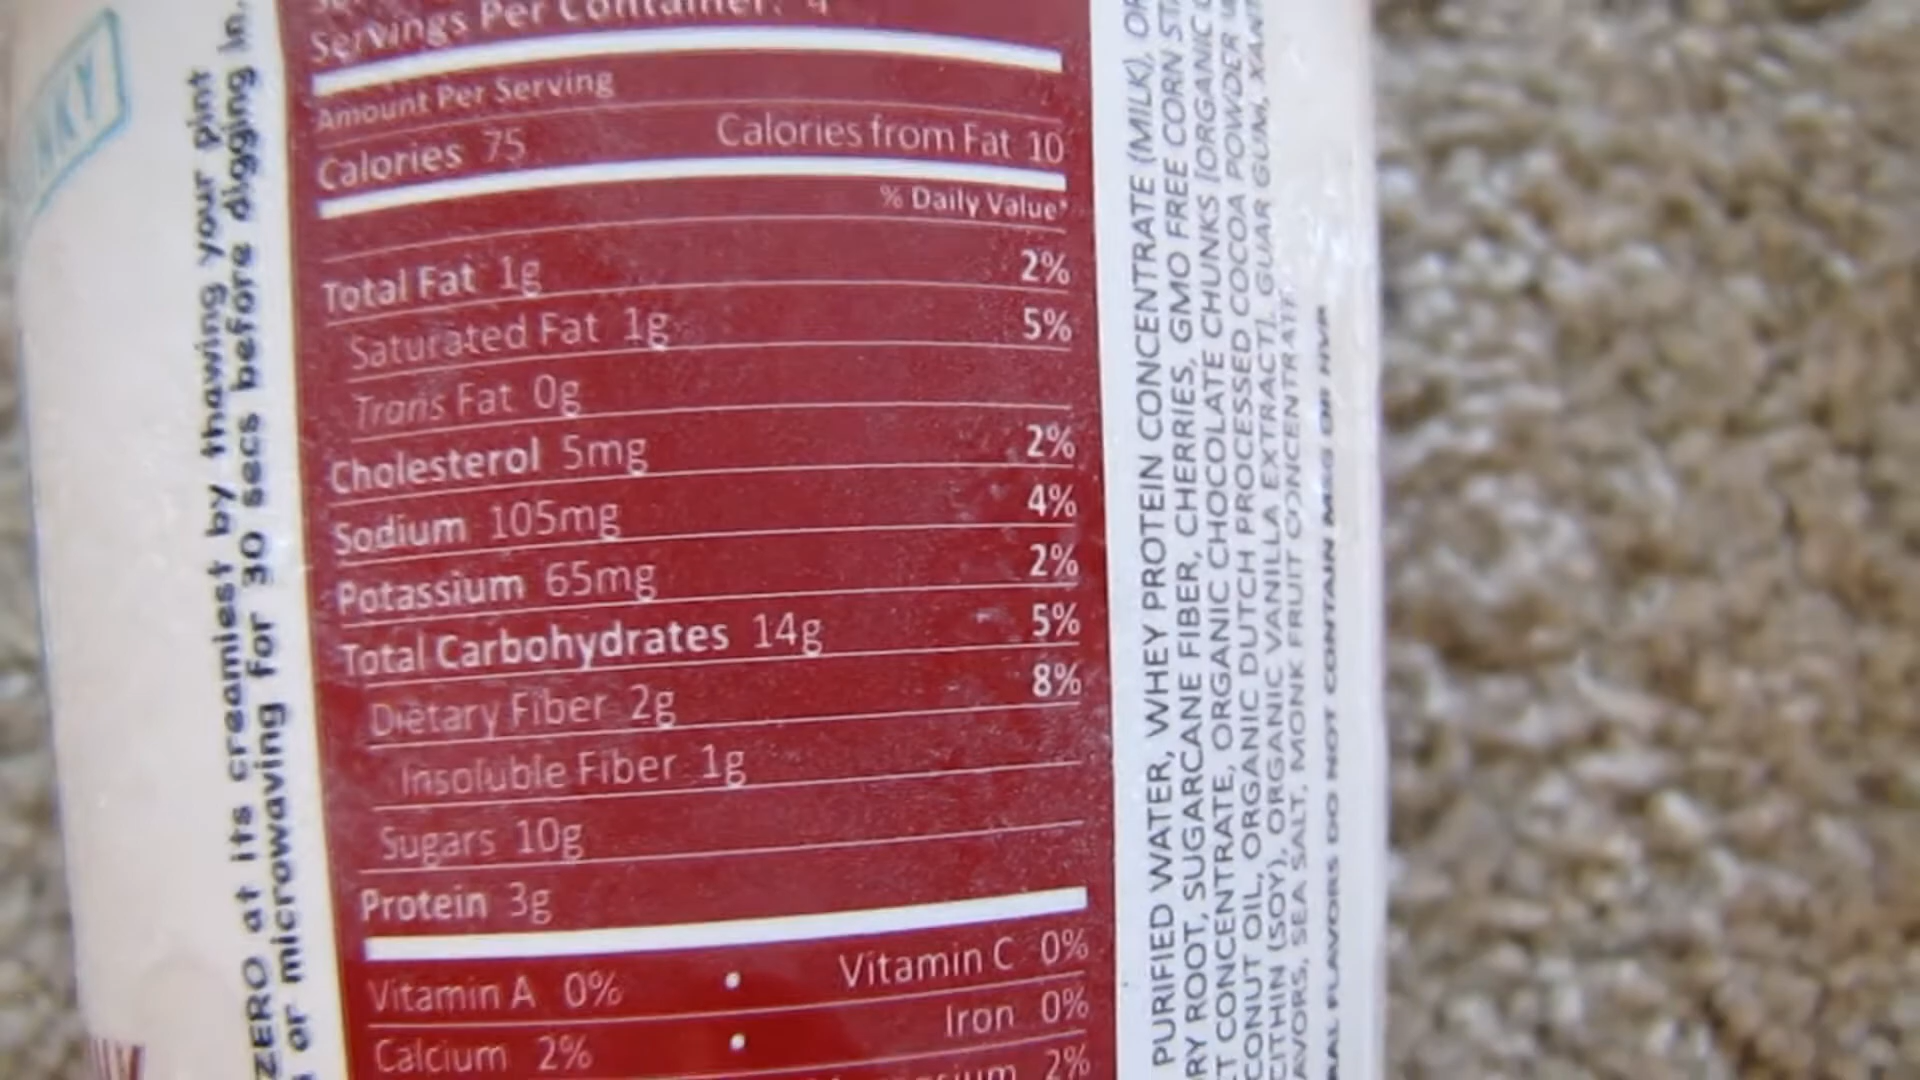 Servings Per Container: 4
Amount Per Serving
Calories 75 Calories from Fat 10
% Daily Value*
Total Fat 1g 2%
Saturated Fat 1g 5%
Trans Fat 0g
Cholesterol 5mg 2%
Sodium 105mg 4%
Potassium 65mg 2%
Total Carbohydrates 14g 5%
Dietary Fiber 2g 8%
Insoluble Fiber 1g
Sugars 10g
Protein 3g
Vitamin A 0% • Vitamin C 0%
Calcium 2% • Iron 0%
2%
ZERO at its creamiest by thawing your pint
or microwaving for 30 secs before digging in.
PURIFIED WATER, WHEY PROTEIN CONCENTRATE (MILK),
RY ROOT, SUGARCANE FIBER, CHERRIES, GMO FREE CORN
T CONCENTRATE, ORGANIC CHOCOLATE CHUNKS [ORGANIC
CONUT OIL, ORGANIC DUTCH PROCESSED COCOA POWDER
CITHIN (SOY), ORGANIC VANILLA EXTRACT], GUAR GUM,
AVORS, SEA SALT, MONK FRUIT CONCENTRATE
RAL FLAVORS DO NOT CONTAIN MSG OR HVP